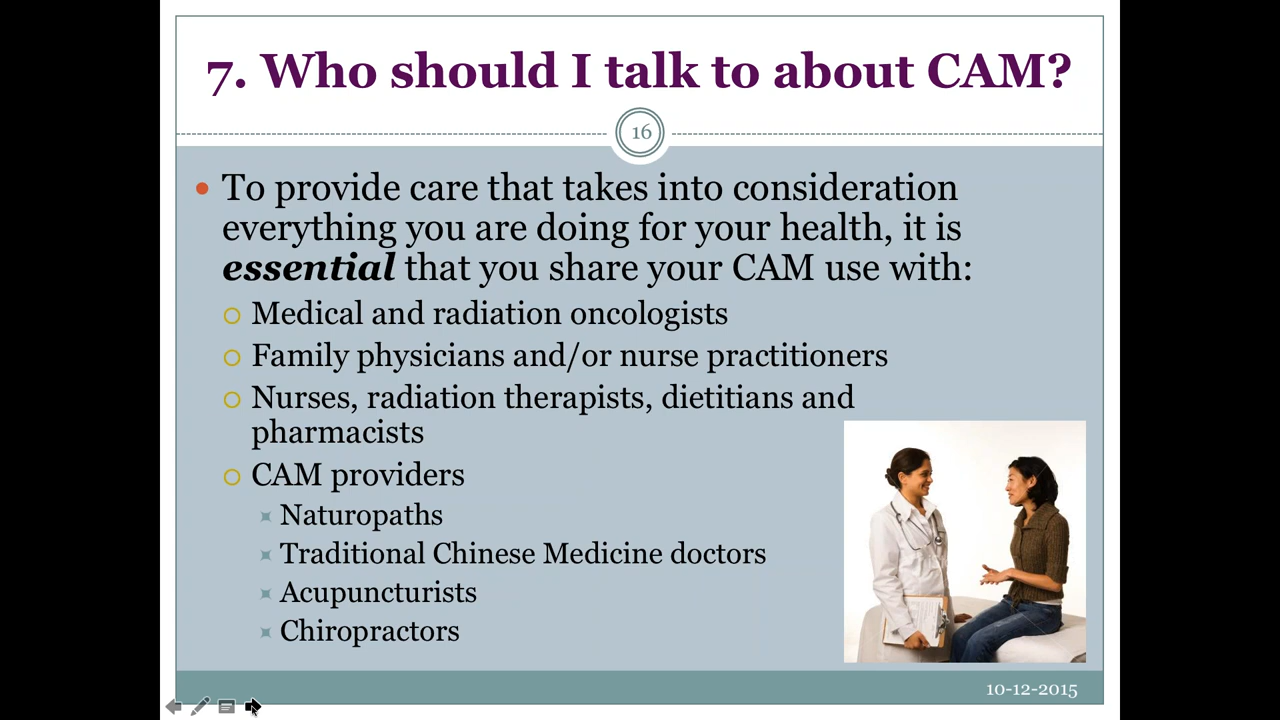 7. Who should I talk to about CAM?
16
To provide care that takes into consideration
everything you are doing for your health, it is
essential that you share your CAM use with:
Medical and radiation oncologists
Family physicians and/or nurse practitioners
Nurses, radiation therapists, dietitians and
pharmacists
CAM providers
Naturopaths
Traditional Chinese Medicine doctors
Acupuncturists
Chiropractors
10-12-2015